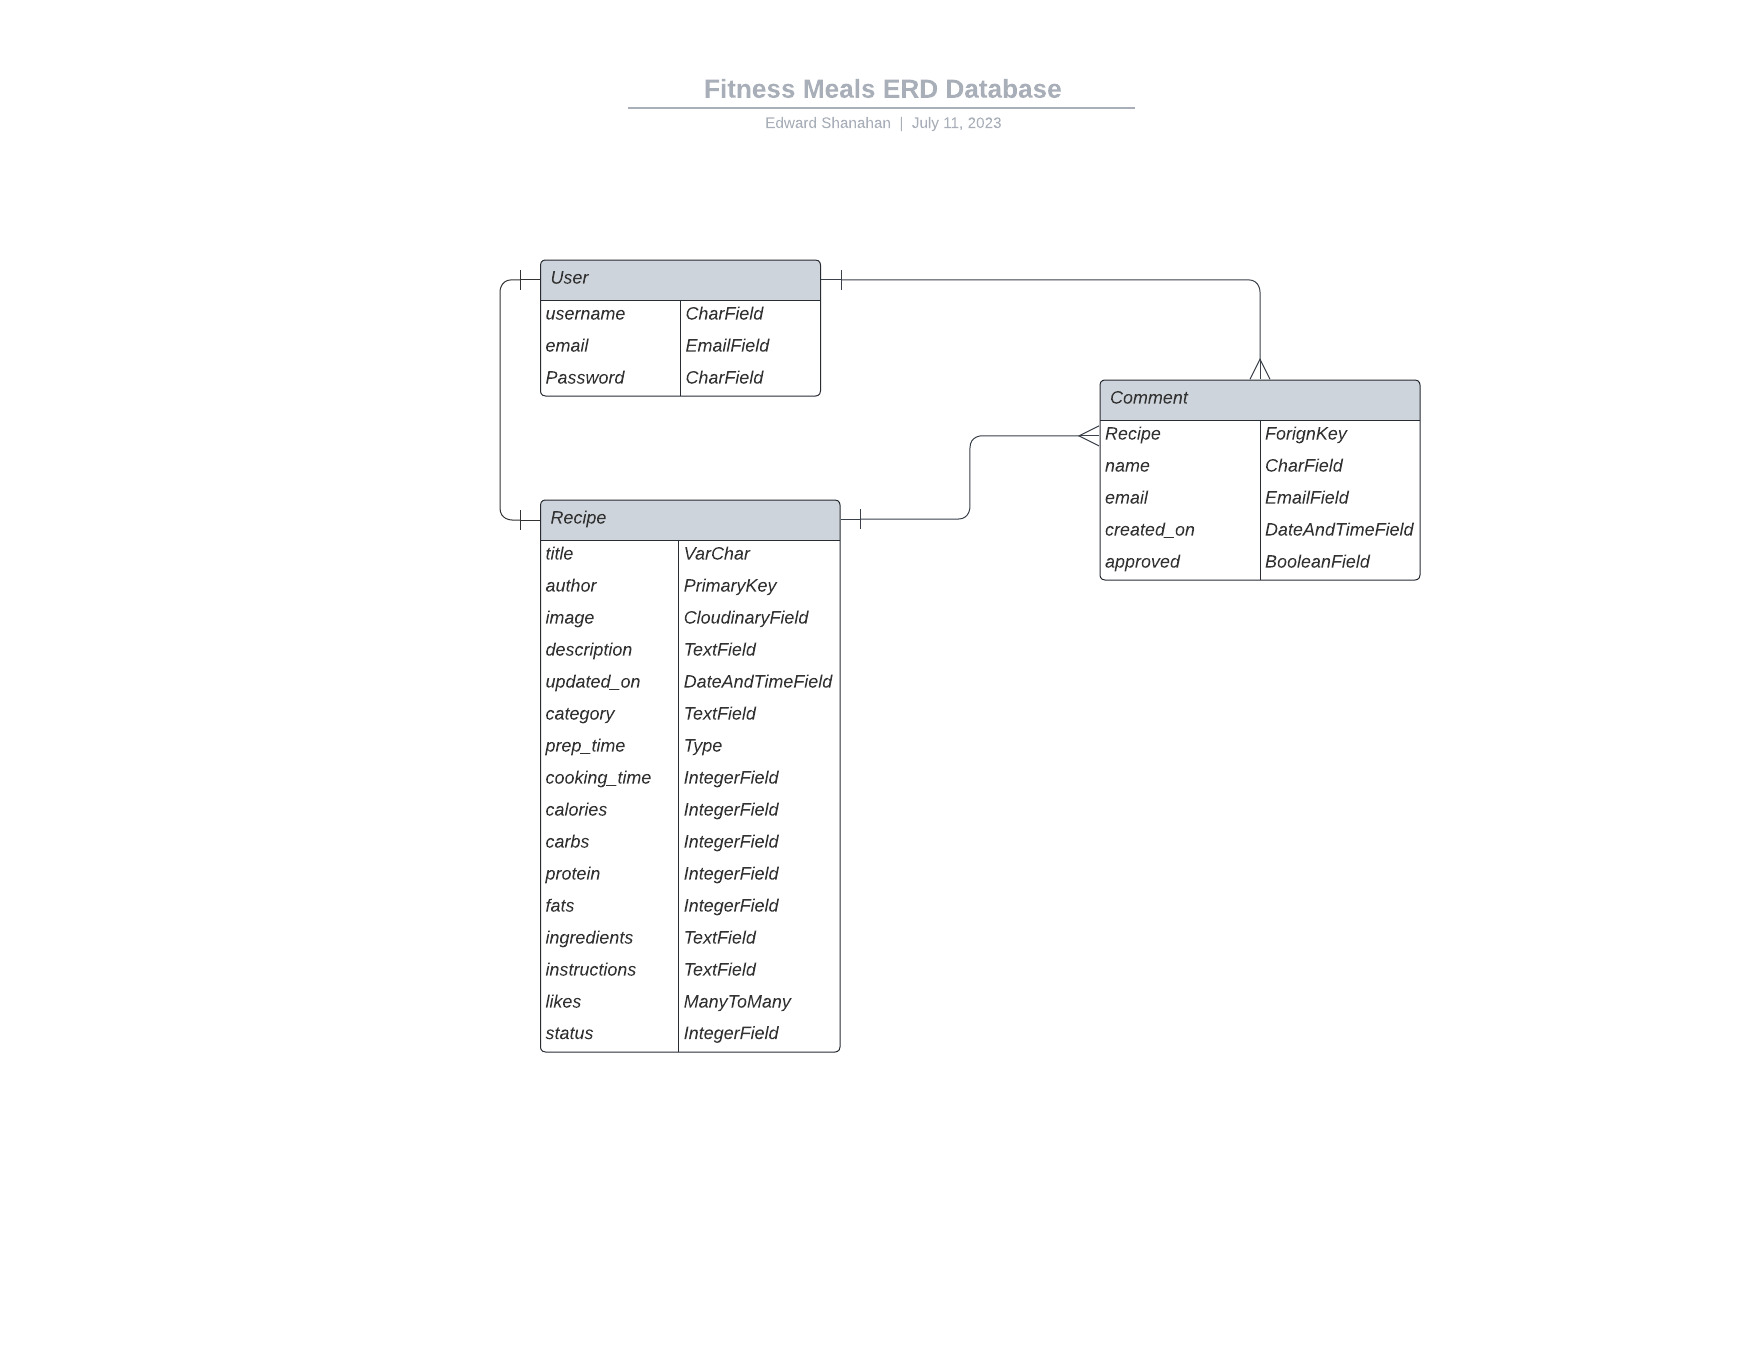 Fitness Meals ERD Database
Edward Shanahan | July 11, 2023
User
username CharField
email EmailField
Password CharField
Comment
Recipe ForignKey
name CharField
email EmailField
created_on DateAndTimeField
approved BooleanField
Recipe
title VarChar
author PrimaryKey
image CloudinaryField
description TextField
updated_on DateAndTimeField
category TextField
prep_time Type
cooking_time IntegerField
calories IntegerField
carbs IntegerField
protein IntegerField
fats IntegerField
ingredients TextField
instructions TextField
likes ManyToMany
status IntegerField